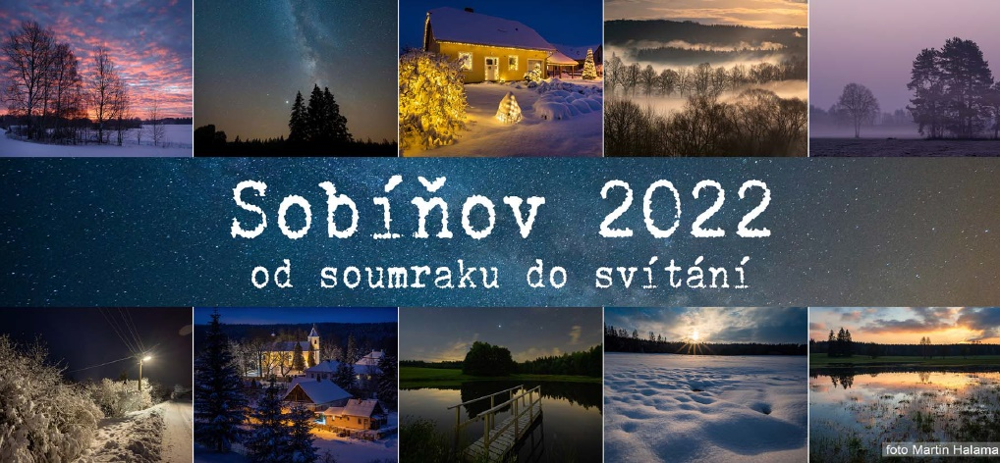 Sobíňov 2022
od soumraku do svítání
foto Martin Halama